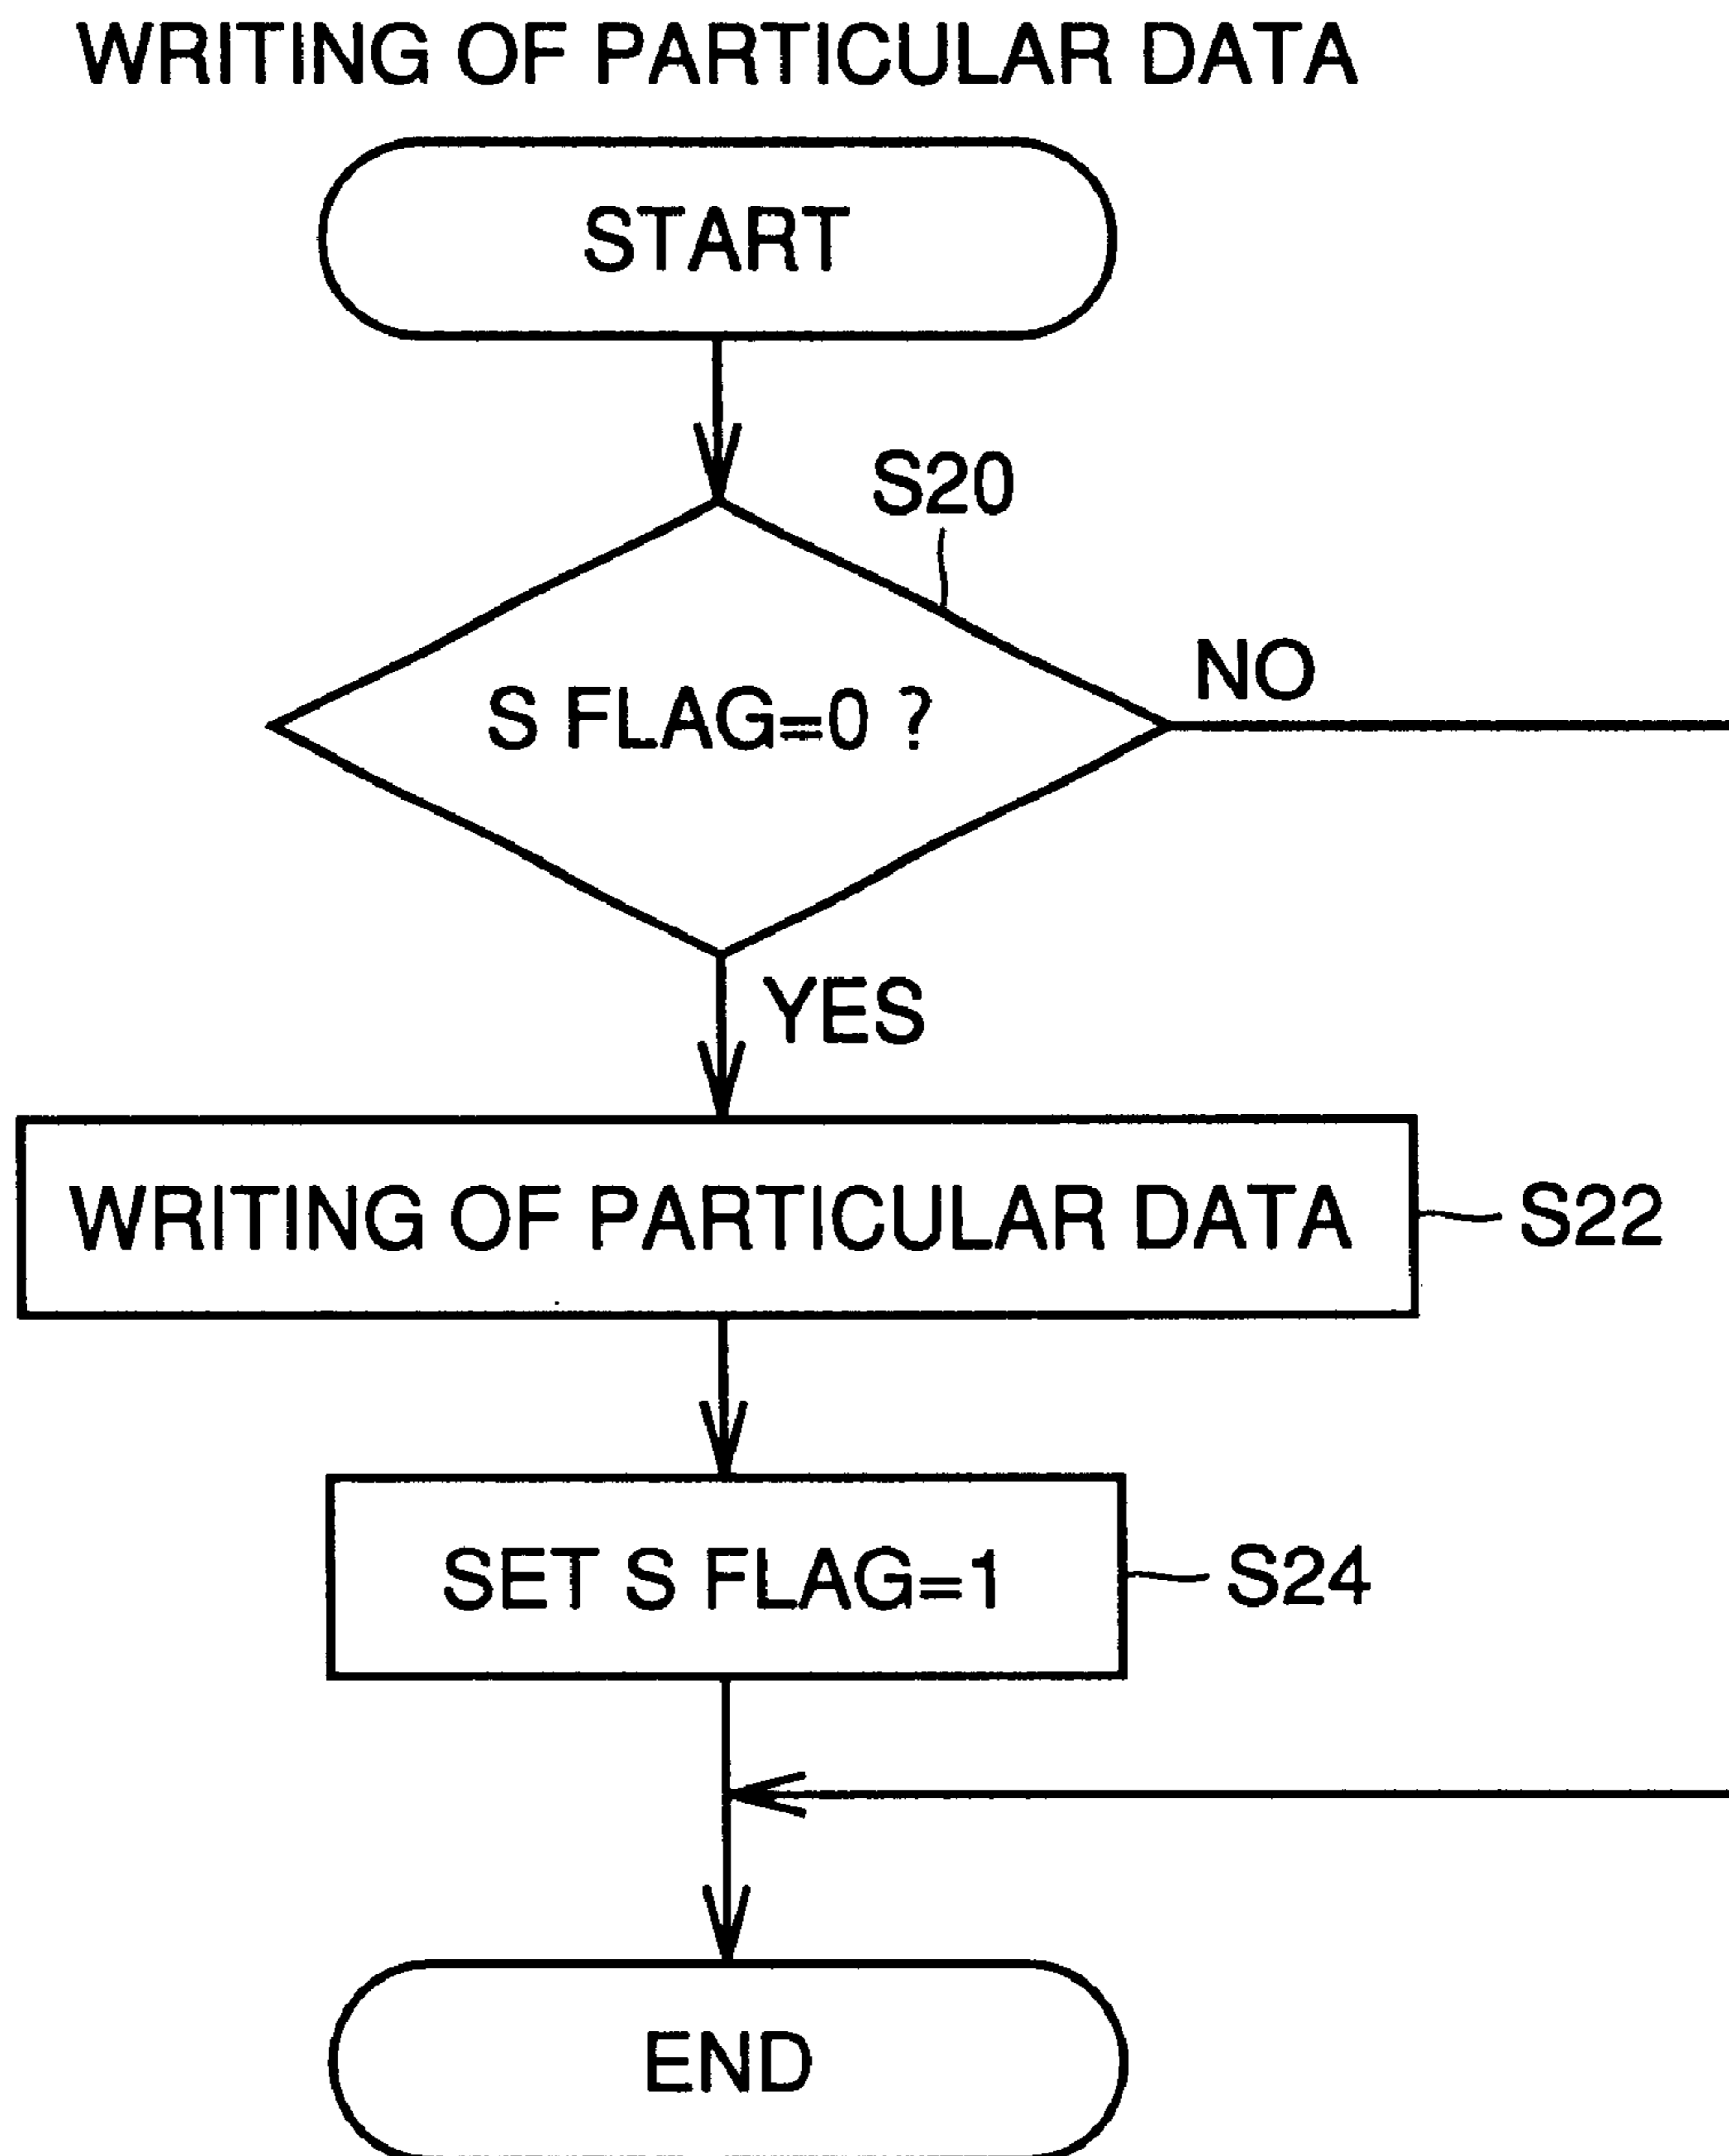 WRITING OF PARTICULAR DATA
START
S20
S FLAG=0 ?
NO
YES
WRITING OF PARTICULAR DATA
S22
SET S FLAG=1
S24
END